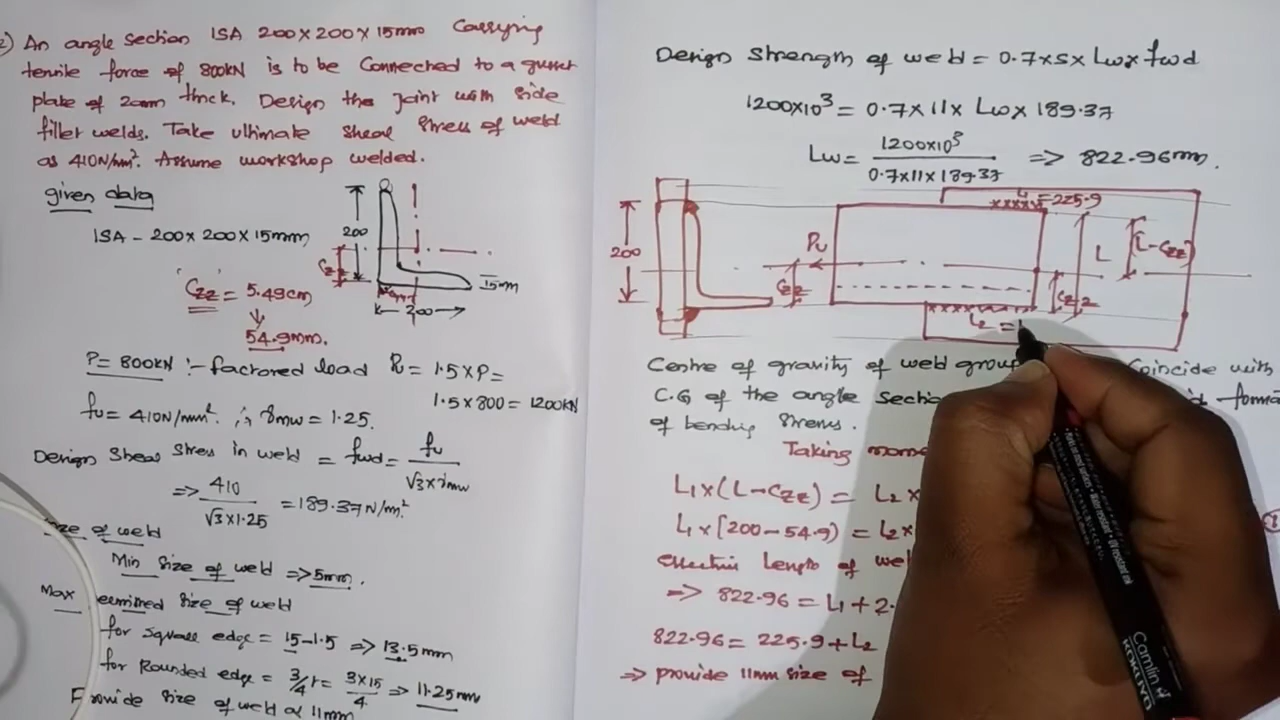 2) An angle section ISA 200×200×15mm Carrying
tensile force of 800kN is to be Connected to a gusset
plate of 20mm thick. Design the Joint with side
fillet welds. Take ultimate shear stress of weld
as 410N/mm². Assume workshop welded.
given data
ISA - 200×200×15mm
Czz = 5.49cm
54.9mm.
200
Czz
15mm
200
P = 800kN :- factored load Pu = 1.5×P =
1.5×800 = 1200kN
fu = 410N/mm². ∴ γmw = 1.25.
Design Shear Stress in weld = fwd = fu / √3×γmw
=> 410 / √3×1.25 = 189.37N/mm².
Size of weld
Min size of weld => 5mm.
Max permitted size of weld
for square edge = 15-1.5 => 13.5mm
for Rounded edge = 3/4 t = 3×15/4 => 11.25mm
Provide size of weld of 11mm
Design Strength of weld = 0.7×S×Lw×fwd
1200×10³ = 0.7×11×Lw×189.37
Lw = 1200×10³ / 0.7×11×189.37 => 822.96mm.
L1 = 225.9
200
Pu
Czz
L
(L-Czz)
Czz
L2 =
Centre of gravity of weld group Coincide with
C.G of the angle Section
of bending stress.
Taking
L1×(L-Czz) = L2×
L1×[200-54.9) = L2×
effective Length of
=> 822.96 = L1+2.
822.96 = 225.9+L2
=> provide 11mm size of
Camlin
KOKUYO